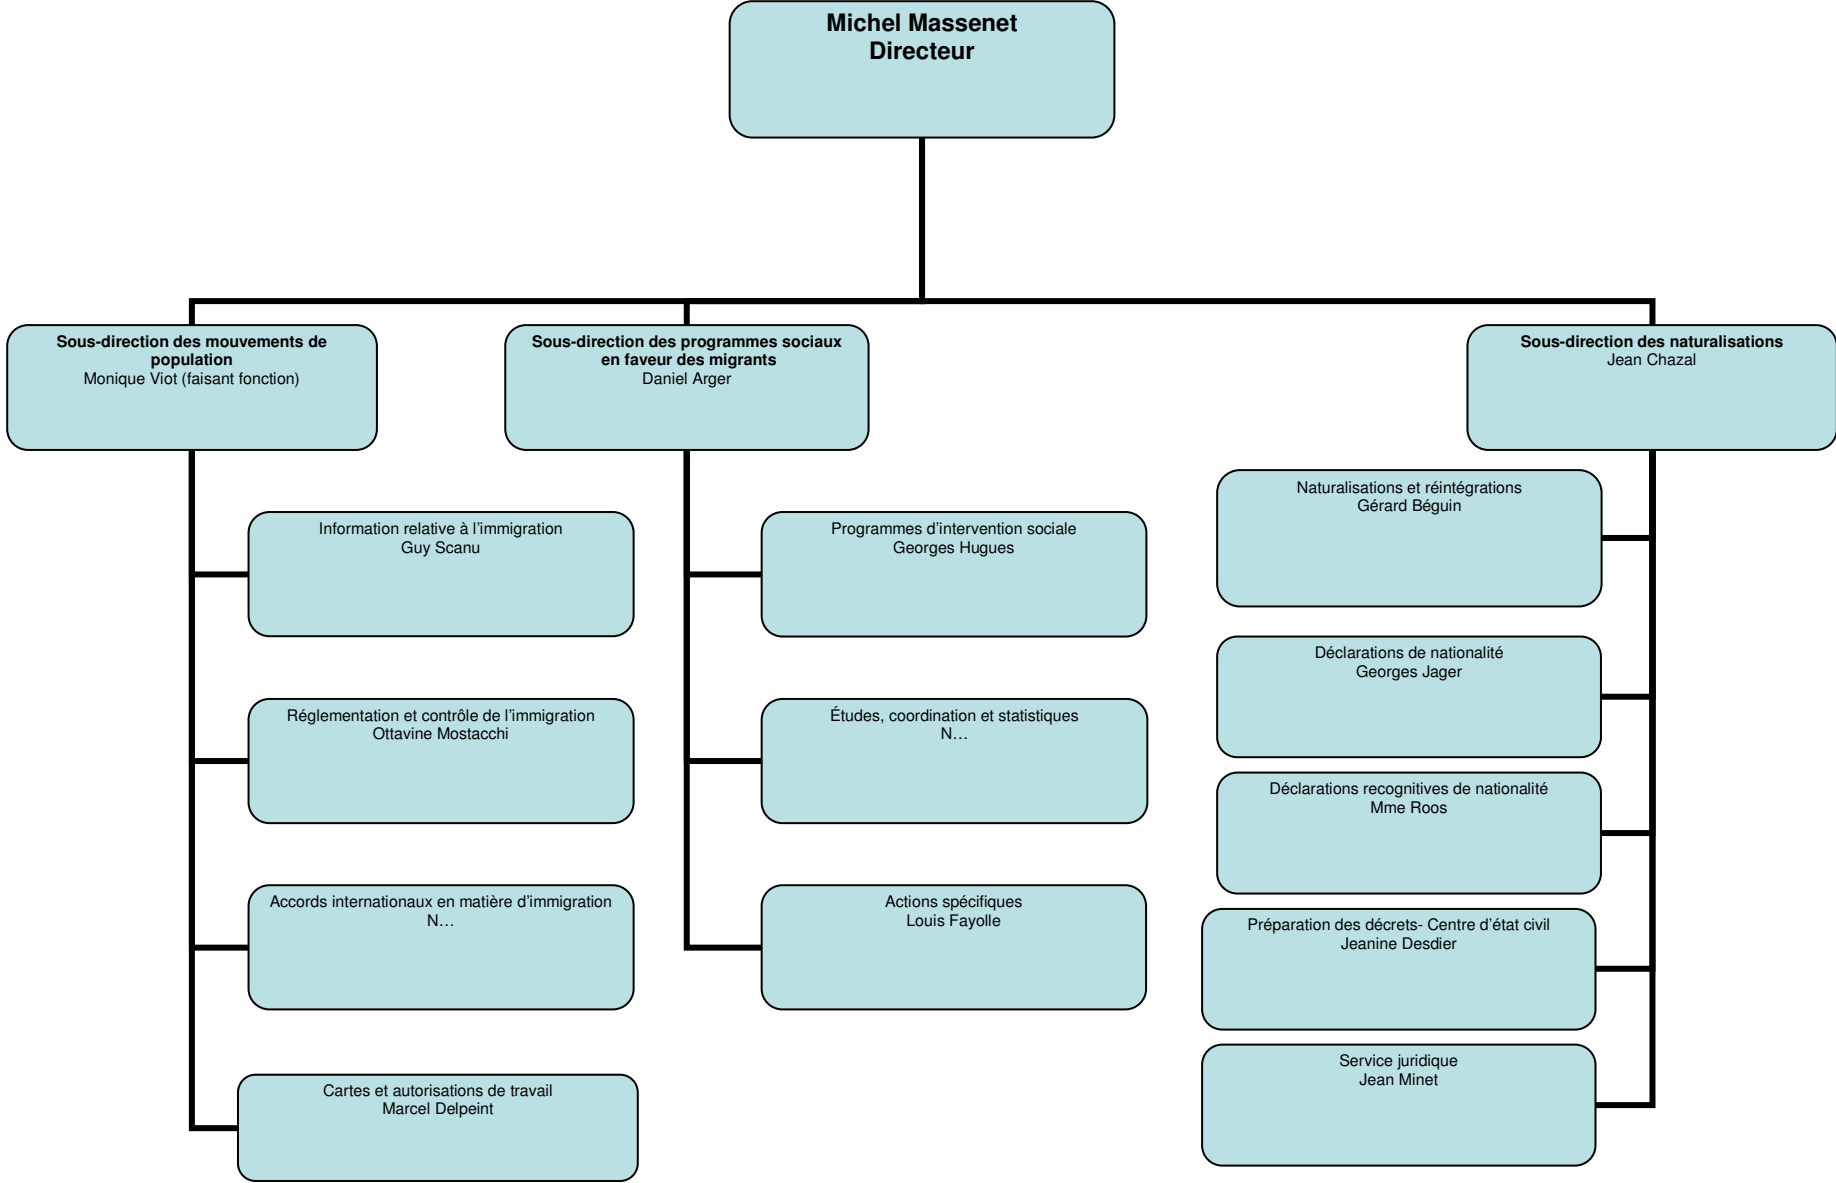 Michel Massenet
Directeur
Sous-direction des mouvements de
population
Monique Viot (faisant fonction)
Information relative à l'immigration
Guy Scanu
Réglementation et contrôle de l'immigration
Ottavine Mostacchi
Accords internationaux en matière d'immigration
N…
Cartes et autorisations de travail
Marcel Delpeint
Sous-direction des programmes sociaux
en faveur des migrants
Daniel Arger
Programmes d'intervention sociale
Georges Hugues
Études, coordination et statistiques
N…
Actions spécifiques
Louis Fayolle
Sous-direction des naturalisations
Jean Chazal
Naturalisations et réintégrations
Gérard Béguin
Déclarations de nationalité
Georges Jager
Déclarations recognitives de nationalité
Mme Roos
Préparation des décrets- Centre d'état civil
Jeanine Desdier
Service juridique
Jean Minet